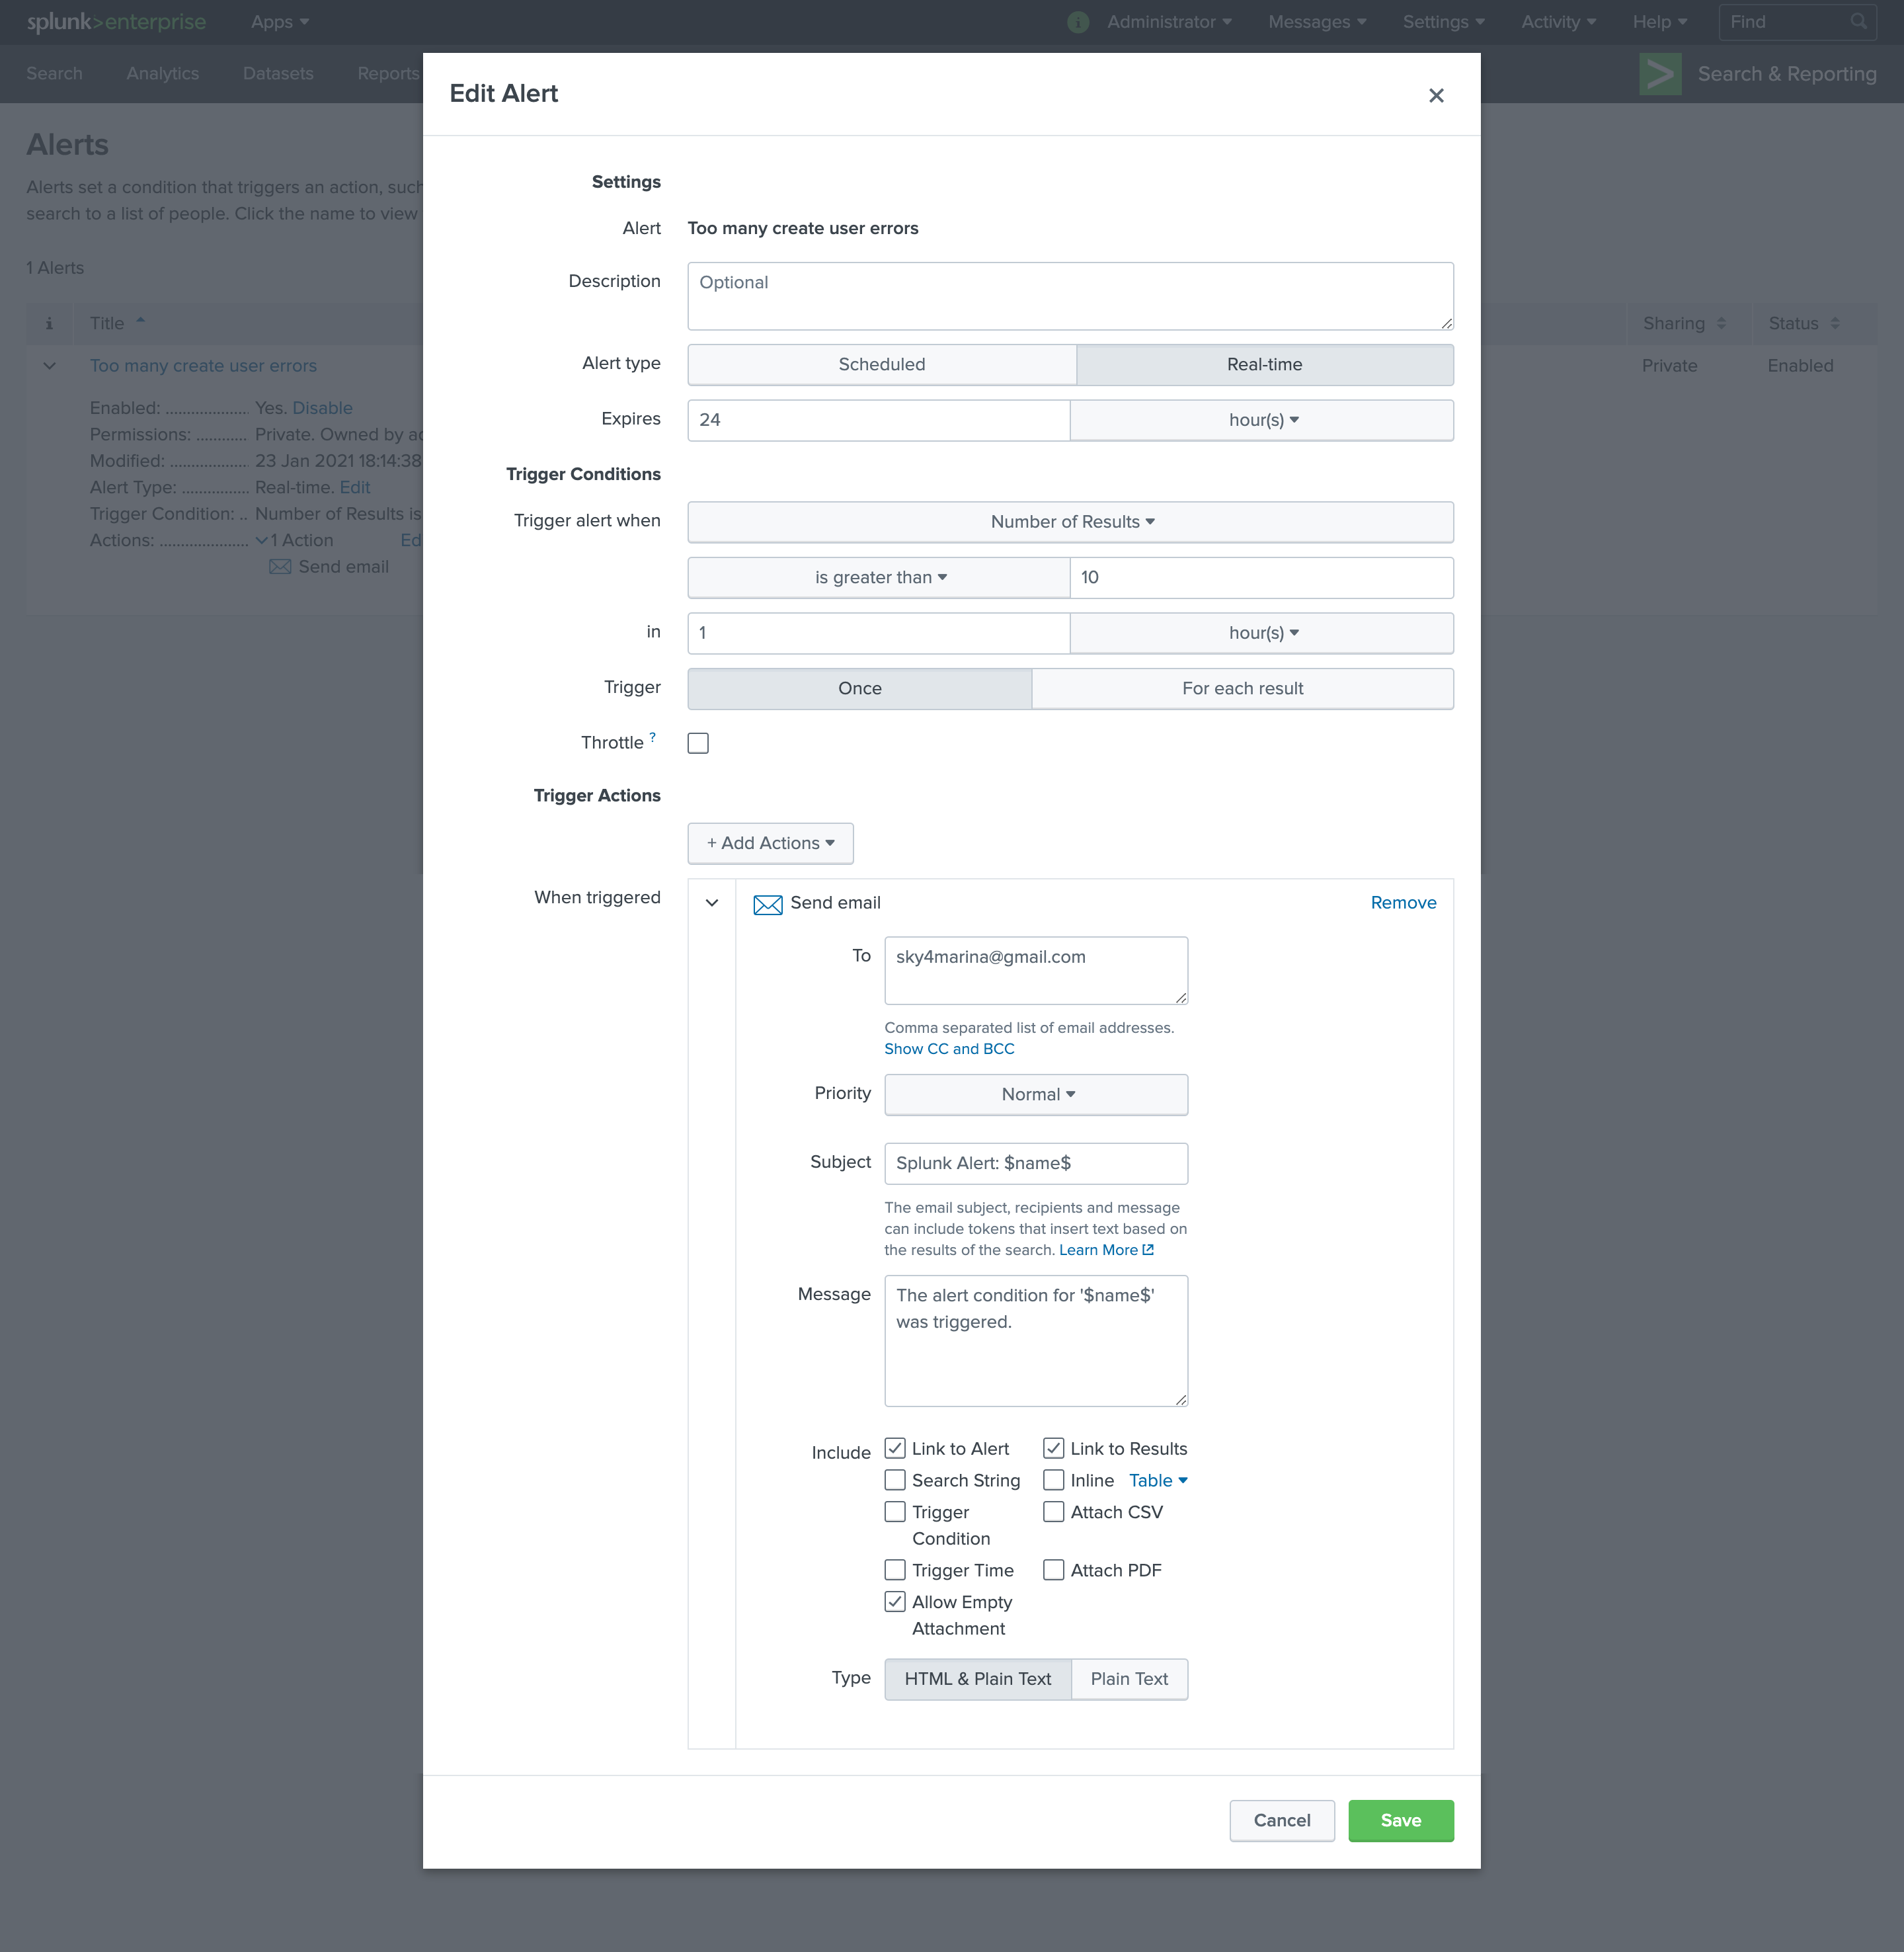 splunk>enterprise Apps Administrator Messages Settings Activity Help Find
Search Analytics Datasets Reports Search & Reporting
Alerts
Alerts set a condition that triggers an action, such
search to a list of people. Click the name to view
1 Alerts
i Title Sharing Status
Too many create user errors Private Enabled
Enabled: ................... Yes. Disable
Permissions: ............ Private. Owned by ad
Modified: .................. 23 Jan 2021 18:14:38
Alert Type: ............... Real-time. Edit
Trigger Condition: .. Number of Results is
Actions: .................... 1 Action Ed
Send email
Edit Alert
Settings
Alert Too many create user errors
Description Optional
Alert type Scheduled Real-time
Expires 24 hour(s)
Trigger Conditions
Trigger alert when Number of Results
is greater than 10
in 1 hour(s)
Trigger Once For each result
Throttle ?
Trigger Actions
+ Add Actions
When triggered Send email Remove
To sky4marina@gmail.com
Comma separated list of email addresses.
Show CC and BCC
Priority Normal
Subject Splunk Alert: $name$
The email subject, recipients and message
can include tokens that insert text based on
the results of the search. Learn More
Message The alert condition for '$name$'
was triggered.
Include Link to Alert Link to Results
Search String Inline Table
Trigger Attach CSV
Condition
Trigger Time Attach PDF
Allow Empty
Attachment
Type HTML & Plain Text Plain Text
Cancel Save